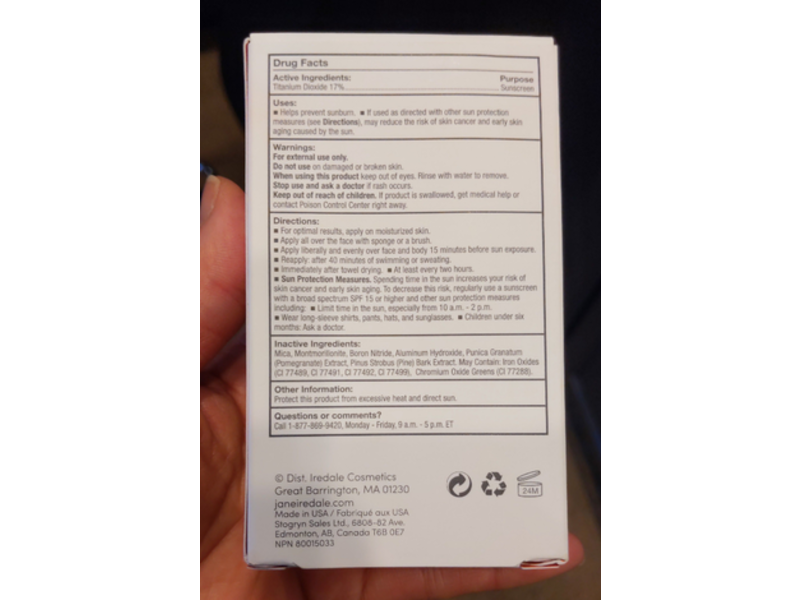 Drug Facts
Active Ingredients: Purpose
Titanium Dioxide 17% Sunscreen
Uses:
■ Helps prevent sunburn. ■ If used as directed with other sun protection
measures (see Directions), may reduce the risk of skin cancer and early skin
aging caused by the sun.
Warnings:
For external use only.
Do not use on damaged or broken skin.
When using this product keep out of eyes. Rinse with water to remove.
Stop use and ask a doctor if rash occurs.
Keep out of reach of children. If product is swallowed, get medical help or
contact Poison Control Center right away.
Directions:
■ For optimal results, apply on moisturized skin.
■ Apply all over the face with sponge or a brush.
■ Apply liberally and evenly over face and body 15 minutes before sun exposure.
■ Reapply: after 40 minutes of swimming or sweating.
■ Immediately after towel drying. ■ At least every two hours.
■ Sun Protection Measures. Spending time in the sun increases your risk of
skin cancer and early skin aging. To decrease this risk, regularly use a sunscreen
with a broad spectrum SPF 15 or higher and other sun protection measures
including: ■ Limit time in the sun, especially from 10 a.m. - 2 p.m.
■ Wear long-sleeve shirts, pants, hats, and sunglasses. ■ Children under six
months: Ask a doctor.
Inactive Ingredients:
Mica, Montmorillonite, Boron Nitride, Aluminum Hydroxide, Punica Granatum
(Pomegranate) Extract, Pinus Strobus (Pine) Bark Extract. May Contain: Iron Oxides
(CI 77489, CI 77491, CI 77492, CI 77499), Chromium Oxide Greens (CI 77288).
Other Information:
Protect this product from excessive heat and direct sun.
Questions or comments?
Call 1-877-869-9420, Monday - Friday, 9 a.m. - 5 p.m. ET
© Dist. Iredale Cosmetics
Great Barrington, MA 01230
janeiredale.com
Made in USA / Fabriqué aux USA
Stogryn Sales Ltd., 6808-82 Ave.
Edmonton, AB, Canada T6B 0E7
NPN 80015033
24M